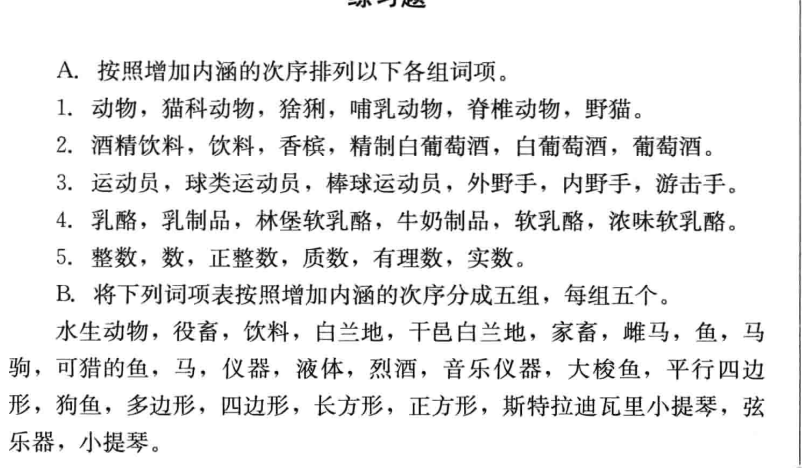 练习题
A. 按照增加内涵的次序排列以下各组词项。
1. 动物，猫科动物，猞猁，哺乳动物，脊椎动物，野猫。
2. 酒精饮料，饮料，香槟，精制白葡萄酒，白葡萄酒，葡萄酒。
3. 运动员，球类运动员，棒球运动员，外野手，内野手，游击手。
4. 乳酪，乳制品，林堡软乳酪，牛奶制品，软乳酪，浓味软乳酪。
5. 整数，数，正整数，质数，有理数，实数。
B. 将下列词项表按照增加内涵的次序分成五组，每组五个。
水生动物，役畜，饮料，白兰地，干邑白兰地，家畜，雌马，鱼，马
驹，可猎的鱼，马，仪器，液体，烈酒，音乐仪器，大梭鱼，平行四边
形，狗鱼，多边形，四边形，长方形，正方形，斯特拉迪瓦里小提琴，弦
乐器，小提琴。